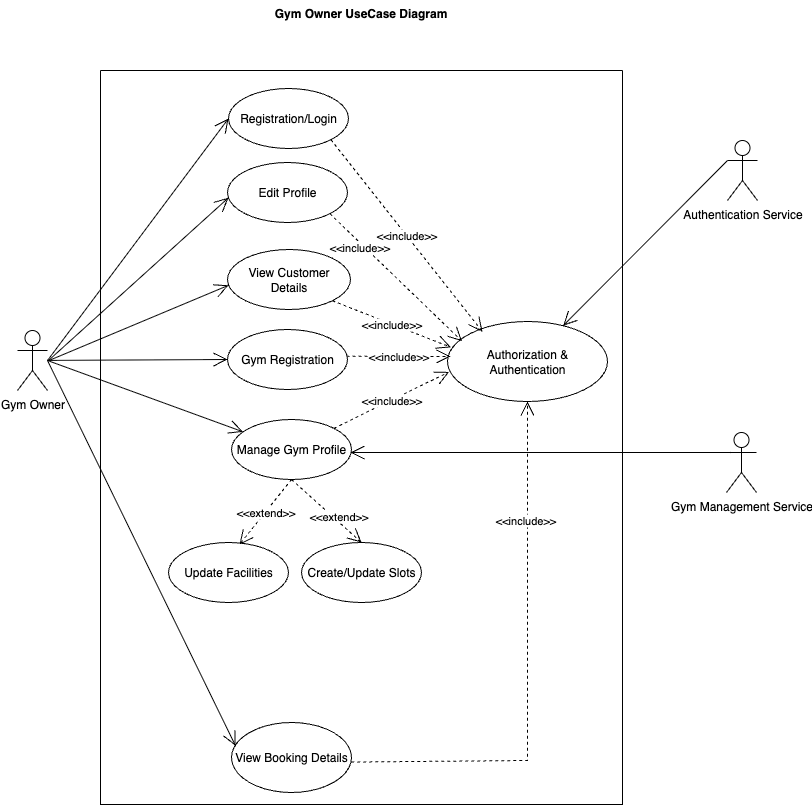 Gym Owner UseCase Diagram
Registration/Login
Edit Profile
Authentication Service
<<include>>
<<include>>
View Customer
Details
<<include>>
Gym Registration
<<include>>
Authorization &
Authentication
Gym Owner
<<include>>
Manage Gym Profile
Gym Management Service
<<extend>>
<<extend>>
<<include>>
Update Facilities
Create/Update Slots
View Booking Details